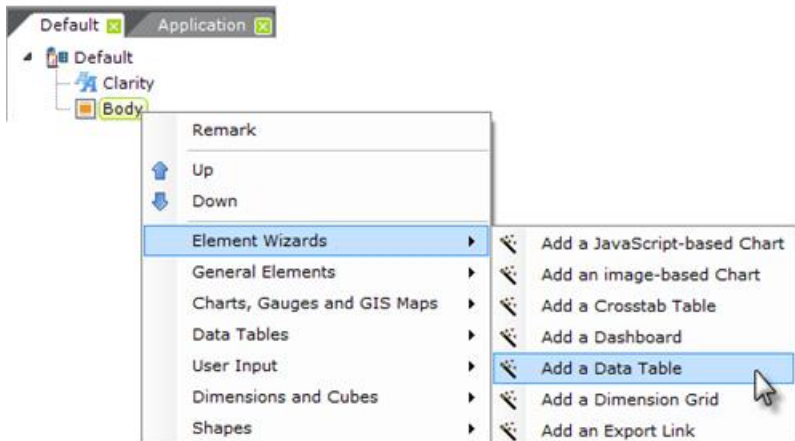 Default Application
Default
Clarity
Body
Remark
Up
Down
Element Wizards
General Elements
Charts, Gauges and GIS Maps
Data Tables
User Input
Dimensions and Cubes
Shapes
Add a JavaScript-based Chart
Add an image-based Chart
Add a Crosstab Table
Add a Dashboard
Add a Data Table
Add a Dimension Grid
Add an Export Link